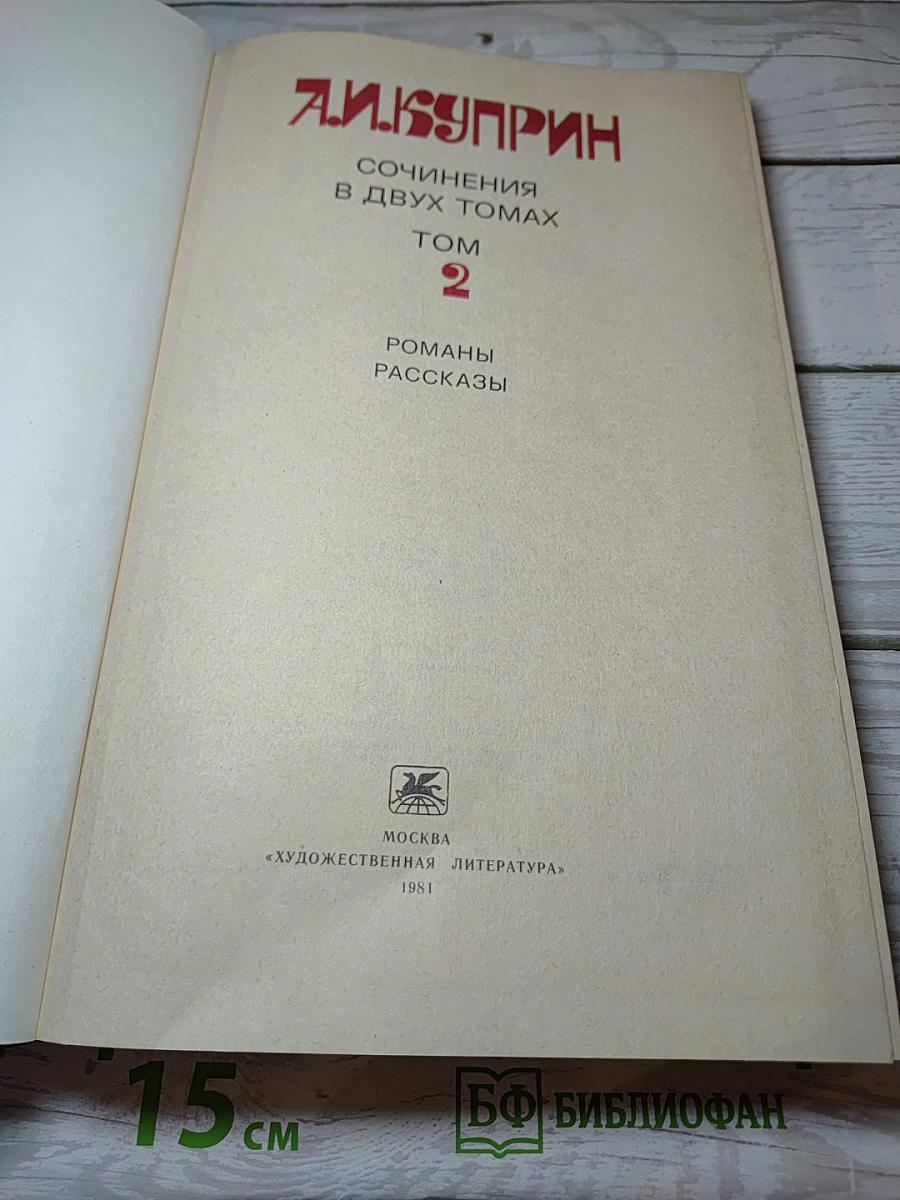 А.И.КУПРИН
СОЧИНЕНИЯ
В ДВУХ ТОМАХ
ТОМ
2
РОМАНЫ
РАССКАЗЫ
МОСКВА
«ХУДОЖЕСТВЕННАЯ ЛИТЕРАТУРА»
1981
15 см
БФ БИБЛИОФАН